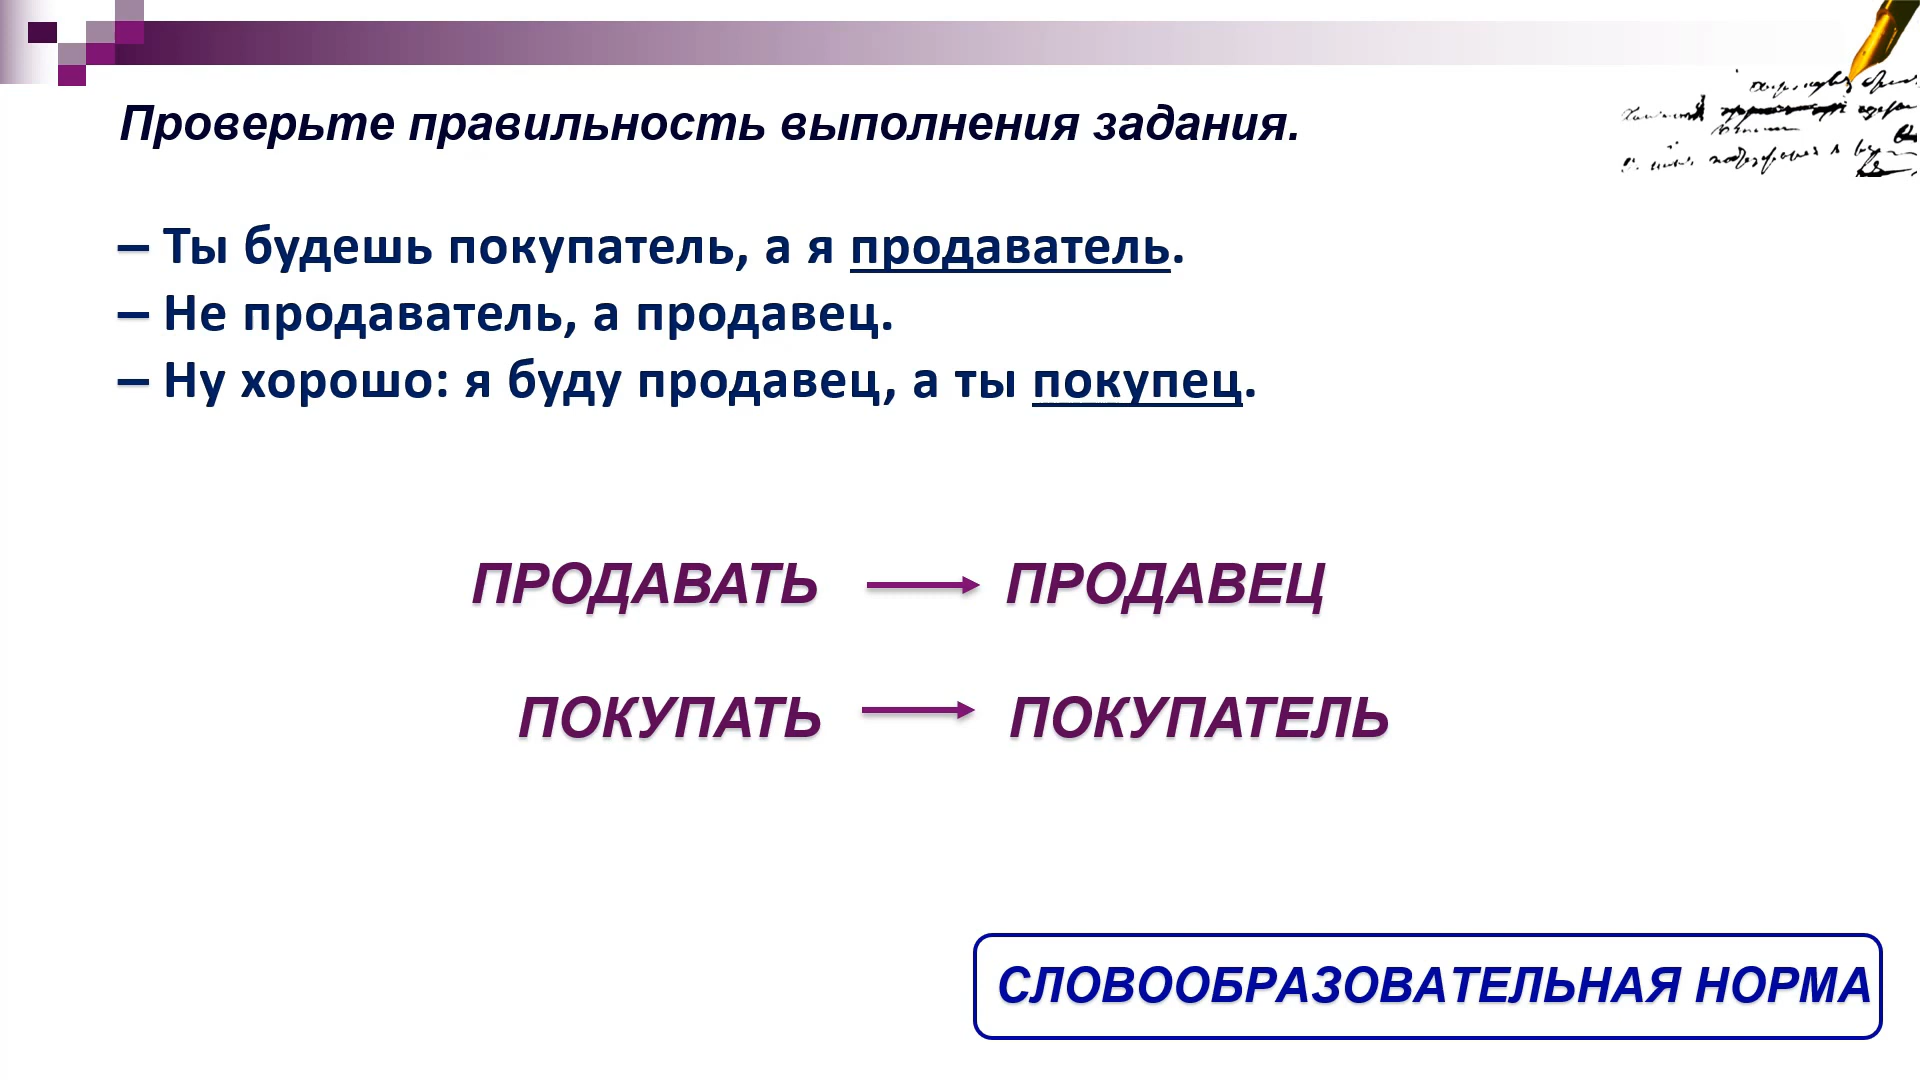 Проверьте правильность выполнения задания.
– Ты будешь покупатель, а я продаватель.
– Не продаватель, а продавец.
– Ну хорошо: я буду продавец, а ты покупец.
ПРОДАВАТЬ → ПРОДАВЕЦ
ПОКУПАТЬ → ПОКУПАТЕЛЬ
СЛОВООБРАЗОВАТЕЛЬНАЯ НОРМА